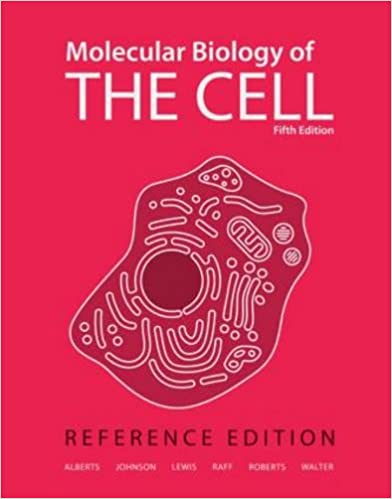 Molecular Biology of
THE CELL
Fifth Edition
REFERENCE EDITION
ALBERTS JOHNSON LEWIS RAFF ROBERTS WALTER